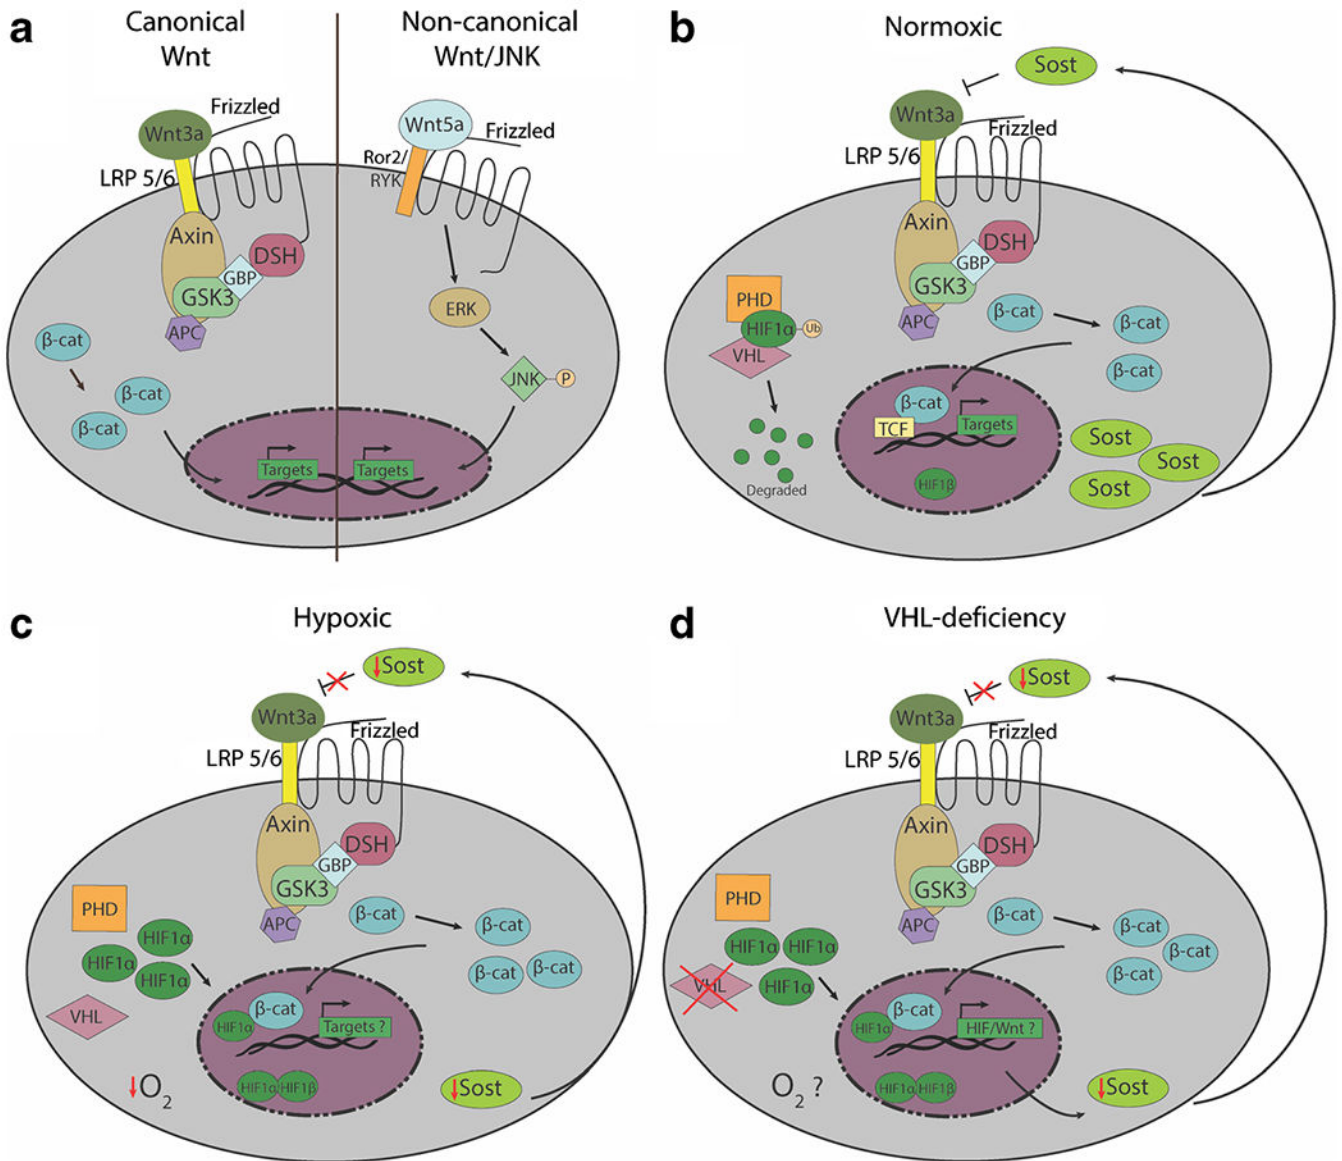 a
Canonical
Wnt
Non-canonical
Wnt/JNK
Wnt3a
Frizzled
LRP 5/6
Axin
DSH
GBP
GSK3
APC
β-cat
β-cat
β-cat
Wnt5a
Frizzled
Ror2/
RYK
ERK
JNK
P
Targets
Targets
b
Normoxic
Sost
Wnt3a
Frizzled
LRP 5/6
Axin
DSH
GBP
GSK3
APC
PHD
HIF1α
Ub
VHL
Degraded
β-cat
β-cat
β-cat
β-cat
TCF
Targets
HIF1β
Sost
Sost
Sost
c
Hypoxic
Sost
Wnt3a
Frizzled
LRP 5/6
Axin
DSH
GBP
GSK3
APC
PHD
HIF1α
HIF1α
HIF1α
VHL
β-cat
β-cat
β-cat
β-cat
β-cat
HIF1α
Targets ?
HIF1α HIF1β
O2
Sost
d
VHL-deficiency
Sost
Wnt3a
Frizzled
LRP 5/6
Axin
DSH
GBP
GSK3
APC
PHD
HIF1α
HIF1α
HIF1α
VHL
β-cat
β-cat
β-cat
β-cat
β-cat
HIF1α
HIF/Wnt ?
HIF1α HIF1β
O2 ?
Sost